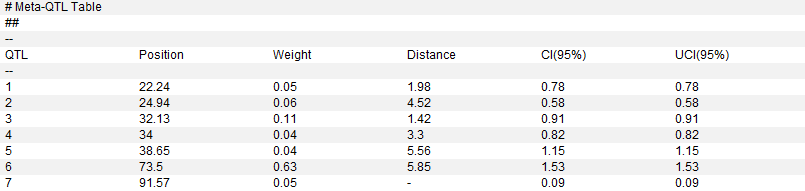 # Meta-QTL Table
##
--
QTL Position Weight Distance CI(95%) UCI(95%)
--
1 22.24 0.05 1.98 0.78 0.78
2 24.94 0.06 4.52 0.58 0.58
3 32.13 0.11 1.42 0.91 0.91
4 34 0.04 3.3 0.82 0.82
5 38.65 0.04 5.56 1.15 1.15
6 73.5 0.63 5.85 1.53 1.53
7 91.57 0.05 - 0.09 0.09